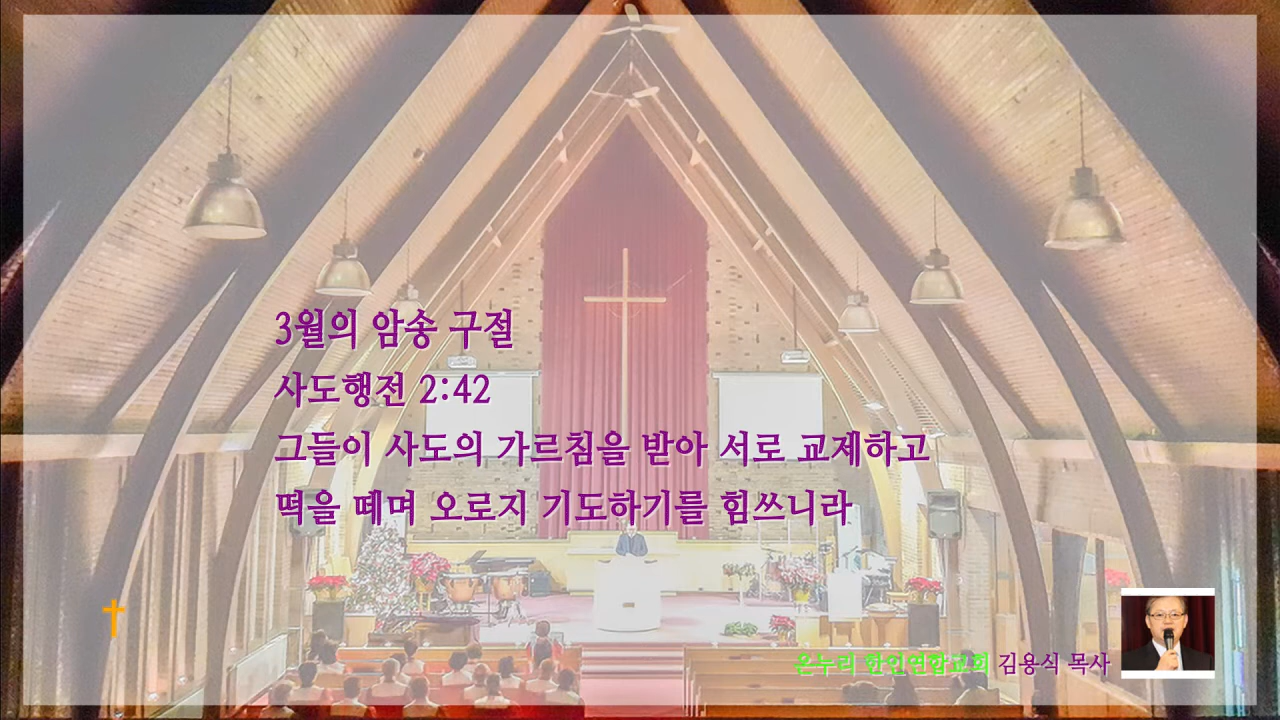 3월의 암송 구절
사도행전 2:42
그들이 사도의 가르침을 받아 서로 교제하고
떡을 떼며 오로지 기도하기를 힘쓰니라
온누리 한인연합교회 김용식 목사